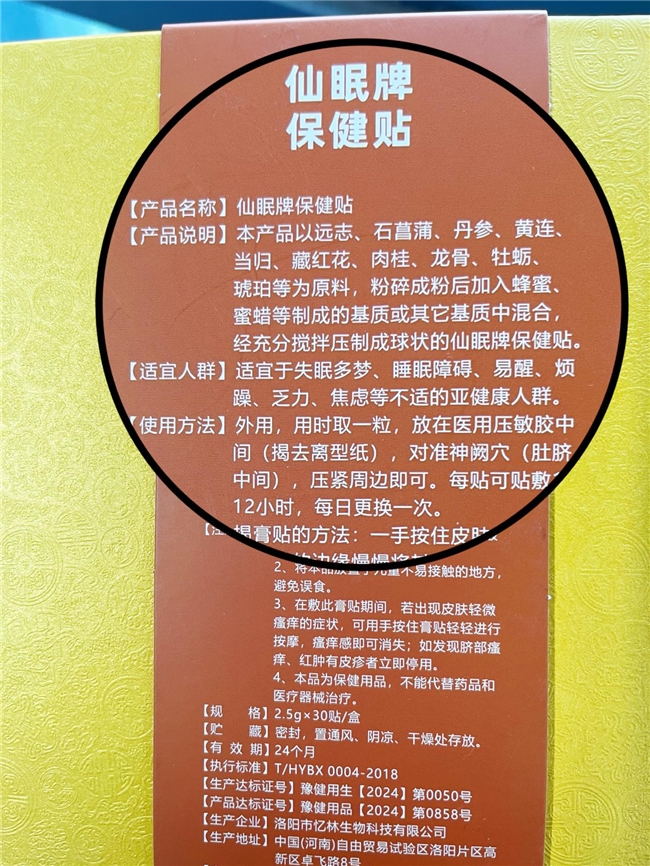 仙眠牌
保健贴
【产品名称】仙眠牌保健贴
【产品说明】本产品以远志、石菖蒲、丹参、黄连、
当归、藏红花、肉桂、龙骨、牡蛎、
琥珀等为原料，粉碎成粉后加入蜂蜜、
蜜蜡等制成的基质或其它基质中混合，
经充分搅拌压制成球状的仙眠牌保健贴。
【适宜人群】适宜于失眠多梦、睡眠障碍、易醒、烦
躁、乏力、焦虑等不适的亚健康人群。
【使用方法】外用，用时取一粒，放在医用压敏胶中
间（揭去离型纸），对准神阙穴（肚脐
中间），压紧周边即可。每贴可贴敷
12小时，每日更换一次。
揭膏贴的方法：一手按住皮肤
2、将本品放置于儿童不易接触的地方，
避免误食。
3、在敷此膏贴期间，若出现皮肤轻微
瘙痒的症状，可用手按住膏贴轻轻进行
按摩，瘙痒感即可消失；如发现脐部瘙
痒、红肿有皮疹者立即停用。
4、本品为保健用品，不能代替药品和
医疗器械治疗。
【规 格】2.5g×30贴/盒
【贮 藏】密封，置通风、阴凉、干燥处存放。
【有 效 期】24个月
【执行标准】T/HYBX 0004-2018
【生产达标证号】豫健用生【2024】第0050号
【产品达标证号】豫健用品【2024】第0858号
【生产企业】洛阳市忆林生物科技有限公司
【生产地址】中国(河南)自由贸易试验区洛阳片区高
新区卓飞路8号